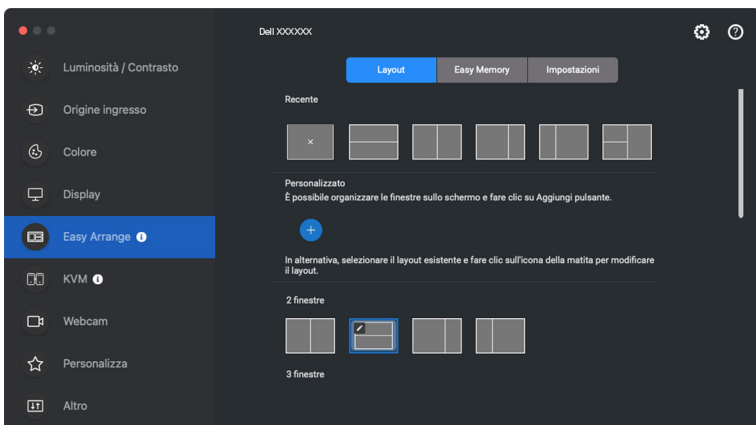 Dell XXXXXX
Luminosità / Contrasto
Origine ingresso
Colore
Display
Easy Arrange
KVM
Webcam
Personalizza
Altro
Layout
Easy Memory
Impostazioni
Recente
Personalizzato
È possibile organizzare le finestre sullo schermo e fare clic su Aggiungi pulsante.
In alternativa, selezionare il layout esistente e fare clic sull'icona della matita per modificare
il layout.
2 finestre
3 finestre